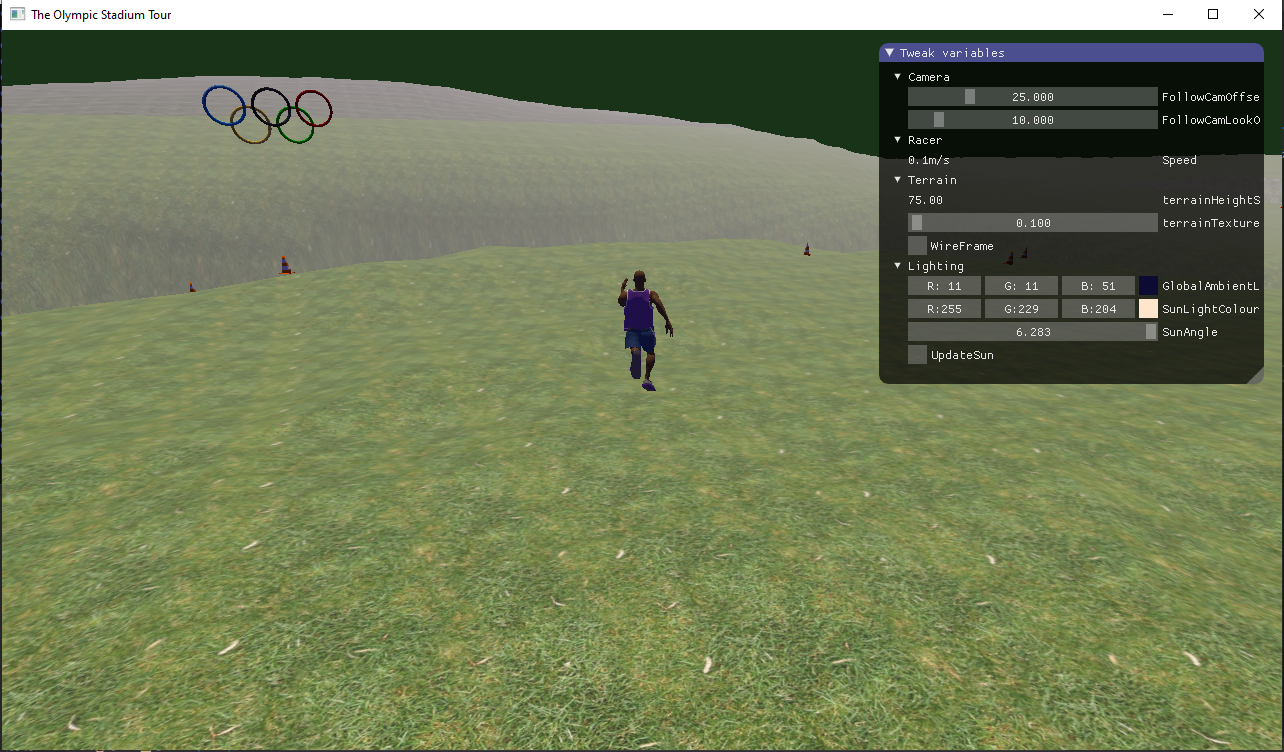 The Olympic Stadium Tour
Tweak variables
Camera
25.000 FollowCamOffse
10.000 FollowCamLookO
Racer
0.1m/s Speed
Terrain
75.00 terrainHeightS
0.100 terrainTexture
WireFrame
Lighting
R: 11 G: 11 B: 51 GlobalAmbientL
R:255 G:229 B:204 SunLightColour
6.283 SunAngle
UpdateSun